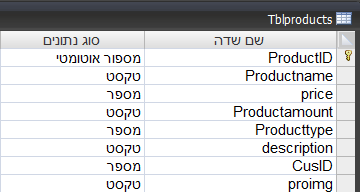 Tblproducts
שם שדה סוג נתונים
ProductID מספור אוטומטי
Productname טקסט
price מספר
Productamount טקסט
Producttype מספר
description טקסט
CusID מספר
proimg טקסט